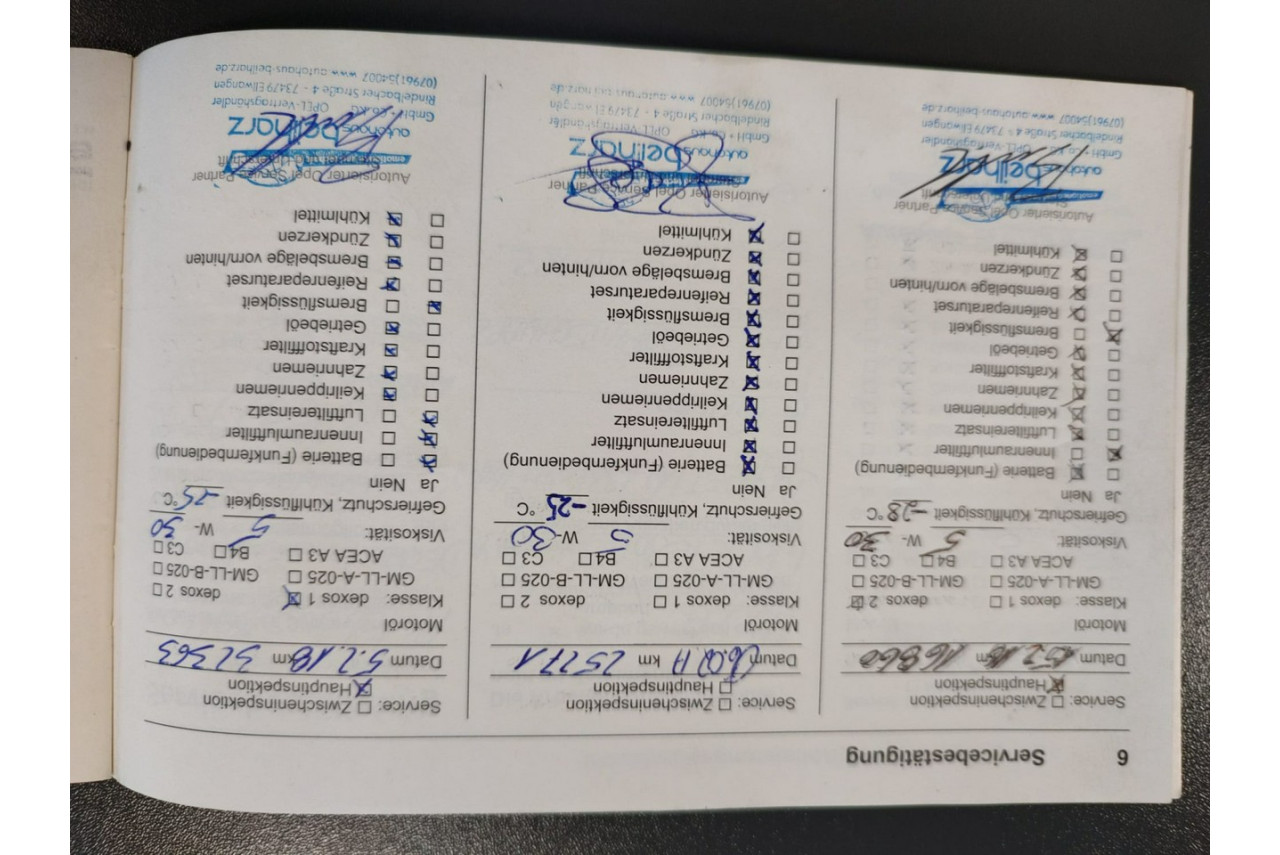 6 Servicebestätigung
Service: Zwischeninspektion
Hauptinspektion
Datum 15 2.16 16860
Motoröl
Klasse: dexos 1 dexos 2
GM-LL-A-025 GM-LL-B-025
ACEA A3 B4 C3
Viskosität: 5 W- 30
Gefrierschutz, Kühlflüssigkeit -28 °C
Ja Nein
Batterie (Funkfernbedienung)
Innenraumluftfilter
Luftfiltereinsatz
Keilrippenriemen
Zahnriemen
Kraftstofffilter
Getriebeöl
Bremsflüssigkeit
Reifenreparaturset
Bremsbeläge vorn/hinten
Zündkerzen
Kühlmittel
Autorisierter Opel Service Partner
autohaus beilharz
GmbH + Co. KG OPEL-Vertragshändler
Rindelbacher Straße 4 - 73479 Ellwangen
(07961)54007 www.autohaus-beilharz.de
Service: Zwischeninspektion
Hauptinspektion
Datum km 25771
Motoröl
Klasse: dexos 1 dexos 2
GM-LL-A-025 GM-LL-B-025
ACEA A3 B4 C3
Viskosität: 5 W- 30
Gefrierschutz, Kühlflüssigkeit -25 °C
Ja Nein
Batterie (Funkfernbedienung)
Innenraumluftfilter
Luftfiltereinsatz
Keilrippenriemen
Zahnriemen
Kraftstofffilter
Getriebeöl
Bremsflüssigkeit
Reifenreparaturset
Bremsbeläge vorn/hinten
Zündkerzen
Kühlmittel
Autorisierter Opel Service Partner
autohaus beilharz
GmbH + Co. KG OPEL-Vertragshändler
Rindelbacher Straße 4 - 73479 Ellwangen
(07961)54007 www.autohaus-beilharz.de
Service: Zwischeninspektion
Hauptinspektion
Datum 5.2.18 km 32363
Motoröl
Klasse: dexos 1 dexos 2
GM-LL-A-025 GM-LL-B-025
ACEA A3 B4 C3
Viskosität: 5 W- 30
Gefrierschutz, Kühlflüssigkeit -25 °C
Ja Nein
Batterie (Funkfernbedienung)
Innenraumluftfilter
Luftfiltereinsatz
Keilrippenriemen
Zahnriemen
Kraftstofffilter
Getriebeöl
Bremsflüssigkeit
Reifenreparaturset
Bremsbeläge vorn/hinten
Zündkerzen
Kühlmittel
Autorisierter Opel Service Partner
autohaus beilharz
GmbH + Co. KG OPEL-Vertragshändler
Rindelbacher Straße 4 - 73479 Ellwangen
(07961)54007 www.autohaus-beilharz.de